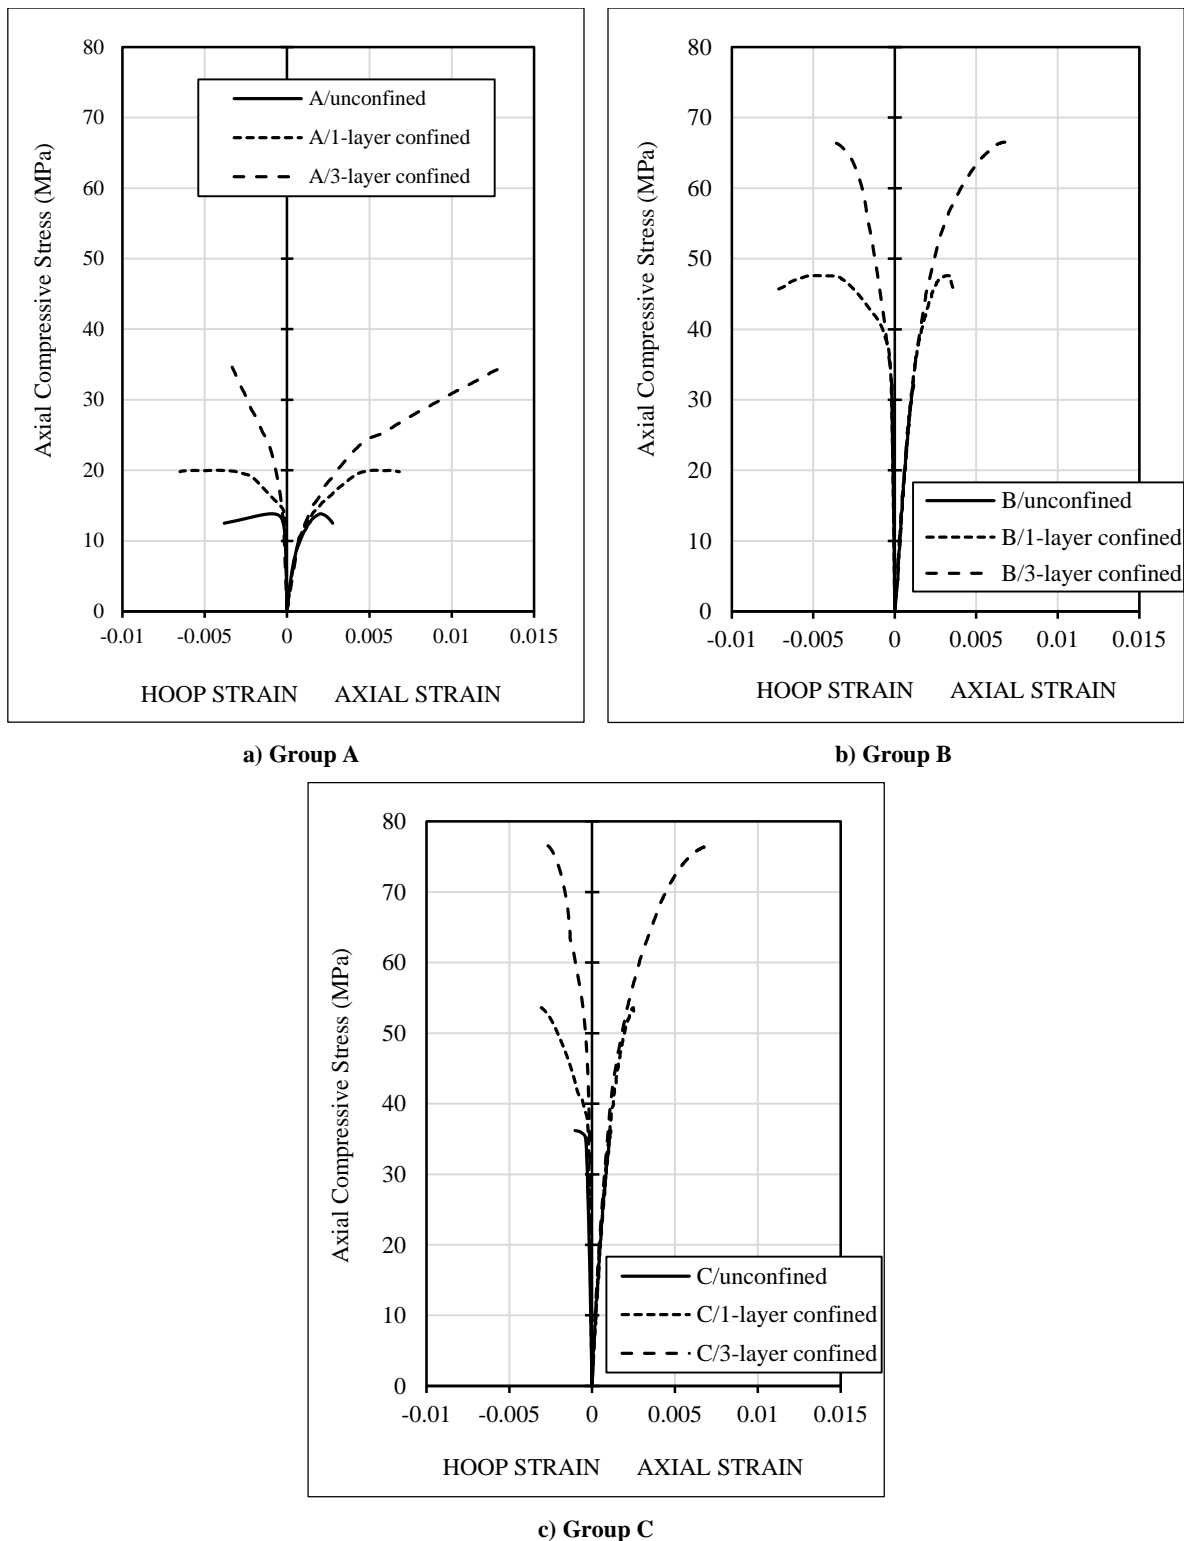 80
70
60
50
40
30
20
10
0
Axial Compressive Stress (MPa)
A/unconfined
A/1-layer confined
A/3-layer confined
-0.01 -0.005 0 0.005 0.01 0.015
HOOP STRAIN AXIAL STRAIN
a) Group A
80
70
60
50
40
30
20
10
0
Axial Compressive Stress (MPa)
B/unconfined
B/1-layer confined
B/3-layer confined
-0.01 -0.005 0 0.005 0.01 0.015
HOOP STRAIN AXIAL STRAIN
b) Group B
80
70
60
50
40
30
20
10
0
Axial Compressive Stress (MPa)
C/unconfined
C/1-layer confined
C/3-layer confined
-0.01 -0.005 0 0.005 0.01 0.015
HOOP STRAIN AXIAL STRAIN
c) Group C